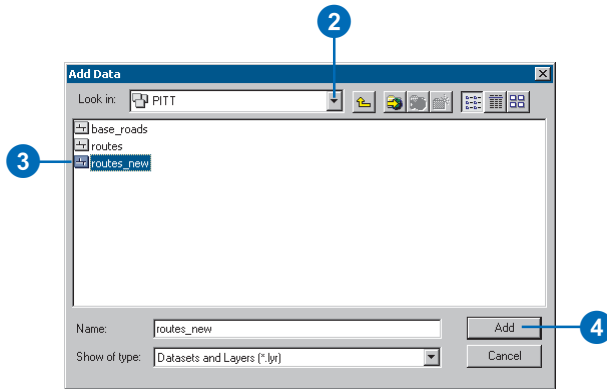 2
Add Data
Look in: PITT
base_roads
routes
3
routes_new
Name: routes_new Add
4
Show of type: Datasets and Layers (*.lyr) Cancel